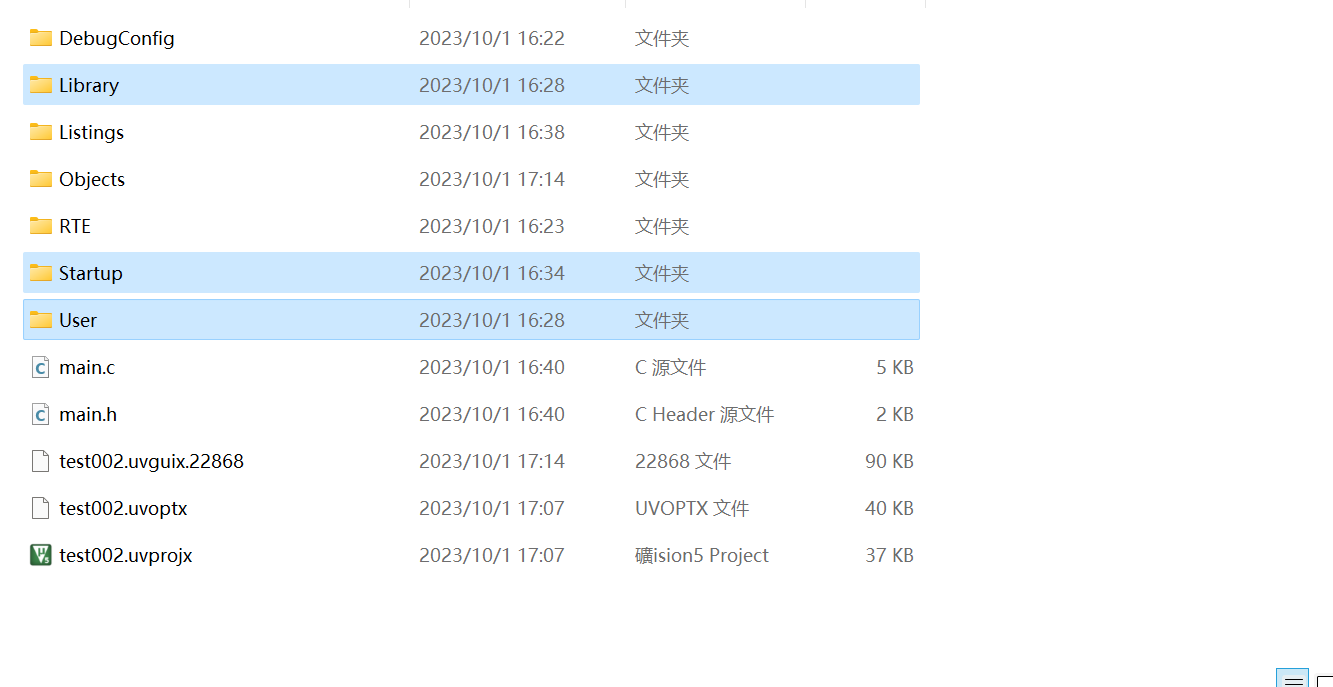 DebugConfig 2023/10/1 16:22 文件夹
Library 2023/10/1 16:28 文件夹
Listings 2023/10/1 16:38 文件夹
Objects 2023/10/1 17:14 文件夹
RTE 2023/10/1 16:23 文件夹
Startup 2023/10/1 16:34 文件夹
User 2023/10/1 16:28 文件夹
main.c 2023/10/1 16:40 C 源文件 5 KB
main.h 2023/10/1 16:40 C Header 源文件 2 KB
test002.uvguix.22868 2023/10/1 17:14 22868 文件 90 KB
test002.uvoptx 2023/10/1 17:07 UVOPTX 文件 40 KB
test002.uvprojx 2023/10/1 17:07 礦ision5 Project 37 KB